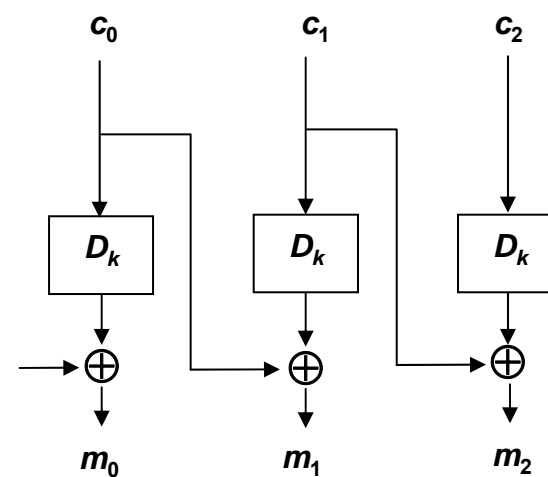 c₀ c₁ c₂
Dₖ Dₖ Dₖ
m₀ m₁ m₂